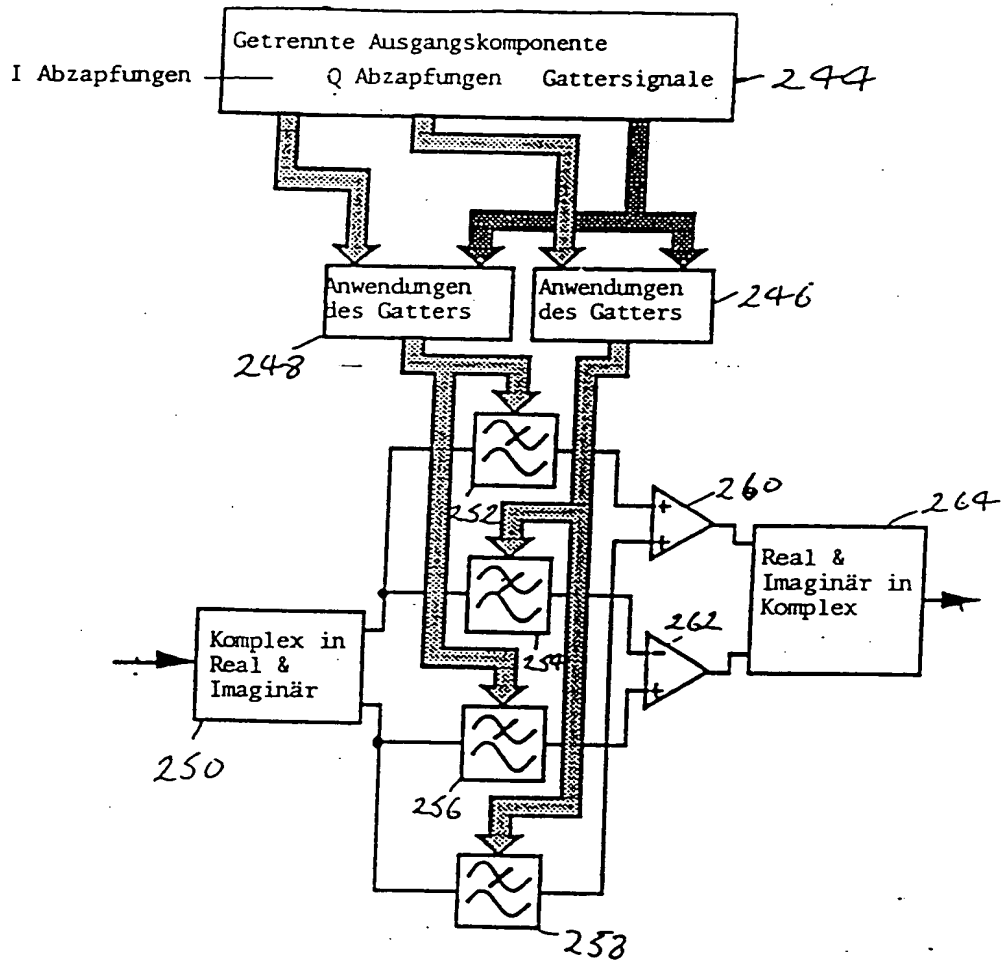 Getrennte Ausgangskomponente
I Abzapfungen
Q Abzapfungen
Gattersignale
244
Anwendungen
des Gatters
Anwendungen
des Gatters
246
248
252
+
+
260
264
Real &
Imaginär in
Komplex
254
-
+
262
Komplex in
Real &
Imaginär
250
256
258